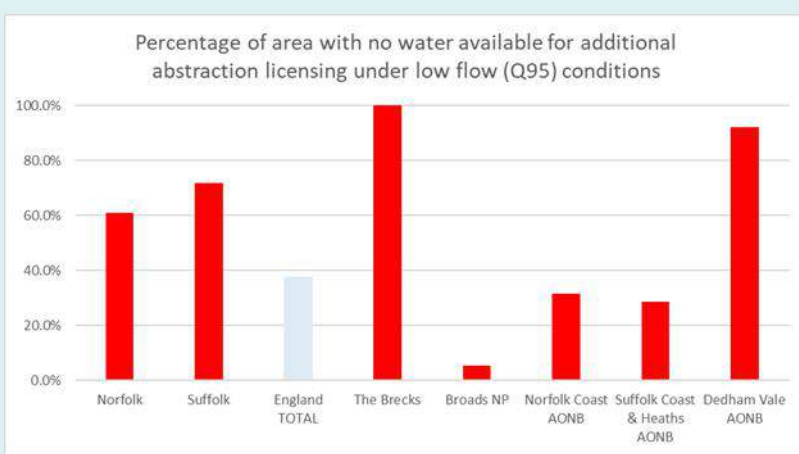 Percentage of area with no water available for additional
abstraction licensing under low flow (Q95) conditions
100.0%
80.0%
60.0%
40.0%
20.0%
0.0%
Norfolk
Suffolk
England
TOTAL
The Brecks
Broads NP
Norfolk Coast
AONB
Suffolk Coast
& Heaths
AONB
Dedham Vale
AONB